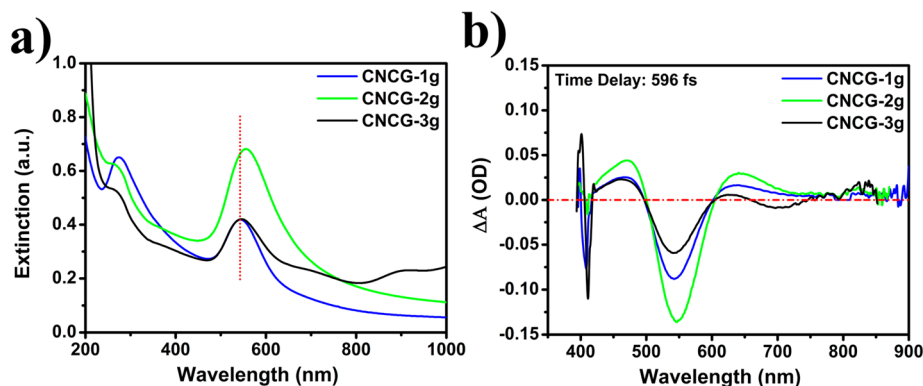 a)
1.0
0.8
0.6
0.4
0.2
0.0
200 400 600 800 1000
Extinction (a.u.)
Wavelength (nm)
CNCG-1g
CNCG-2g
CNCG-3g
b)
0.15
0.10
0.05
0.00
-0.05
-0.10
-0.15
400 500 600 700 800 900
ΔA (OD)
Wavelength (nm)
Time Delay: 596 fs
CNCG-1g
CNCG-2g
CNCG-3g